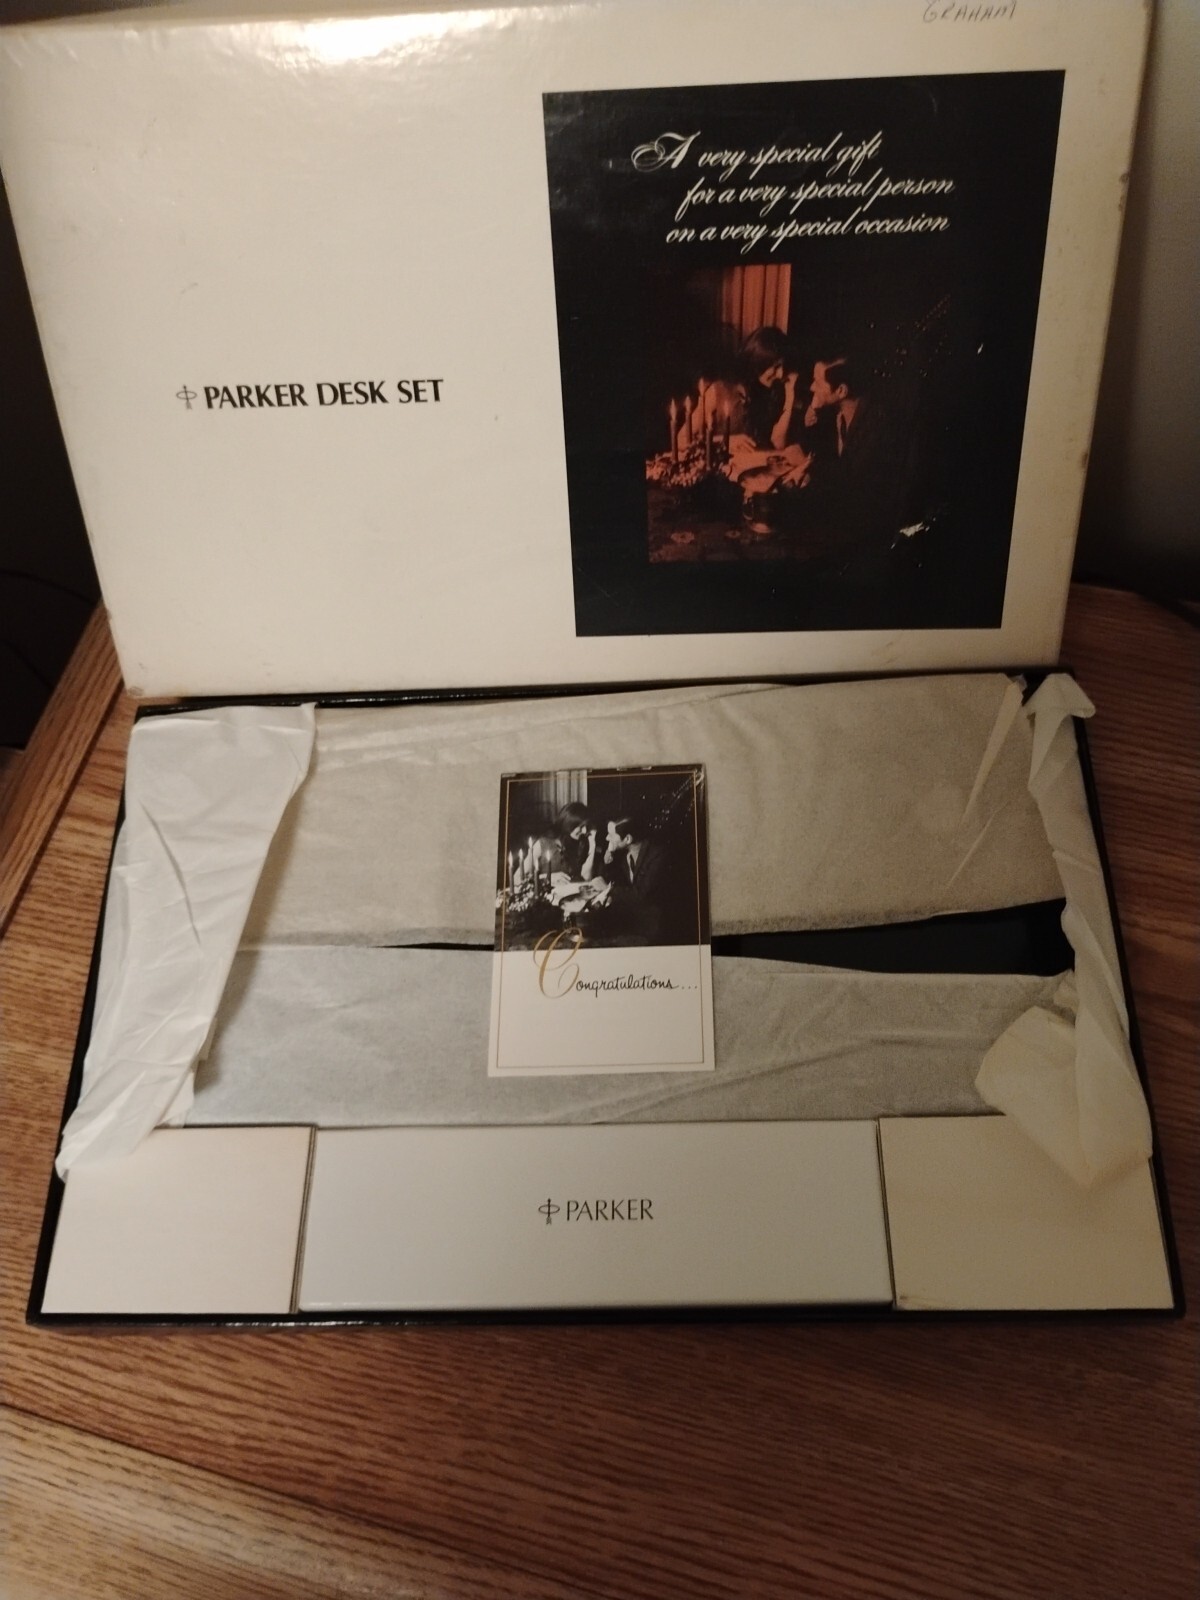 GRAHAM
A very special gift
for a very special person
on a very special occasion
PARKER DESK SET
Congratulations...
PARKER